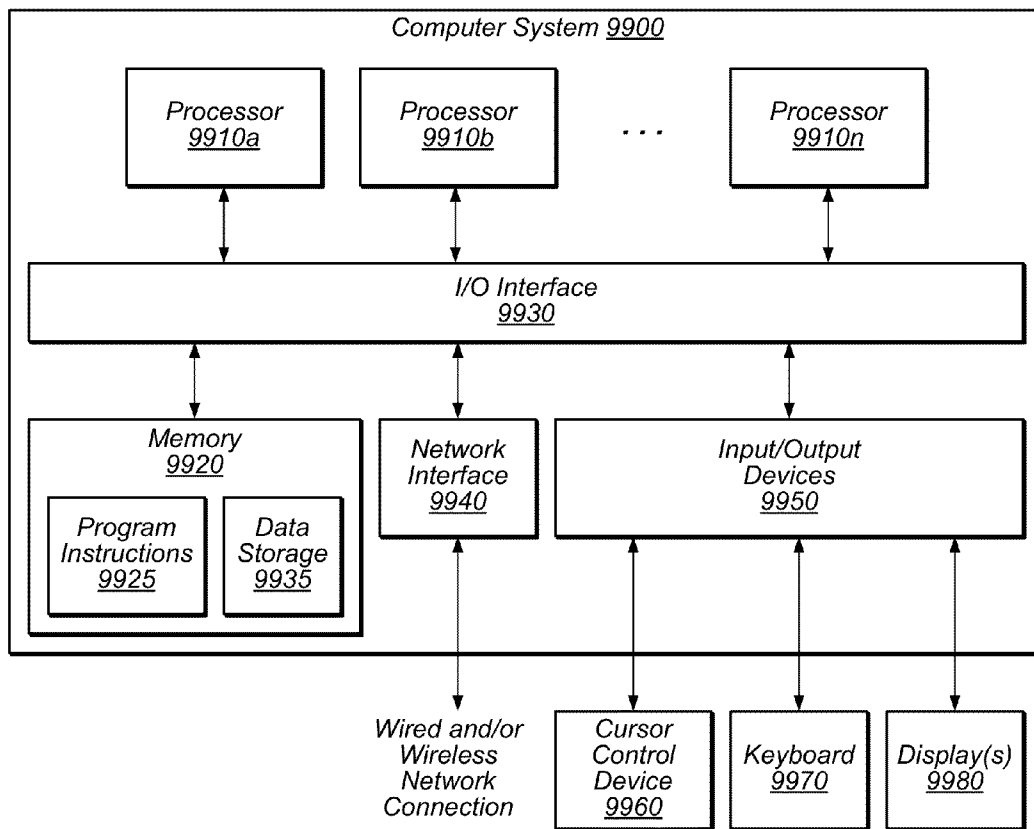 Computer System 9900
Processor
9910a
Processor
9910b
. . .
Processor
9910n
I/O Interface
9930
Memory
9920
Program
Instructions
9925
Data
Storage
9935
Network
Interface
9940
Input/Output
Devices
9950
Wired and/or
Wireless
Network
Connection
Cursor
Control
Device
9960
Keyboard
9970
Display(s)
9980